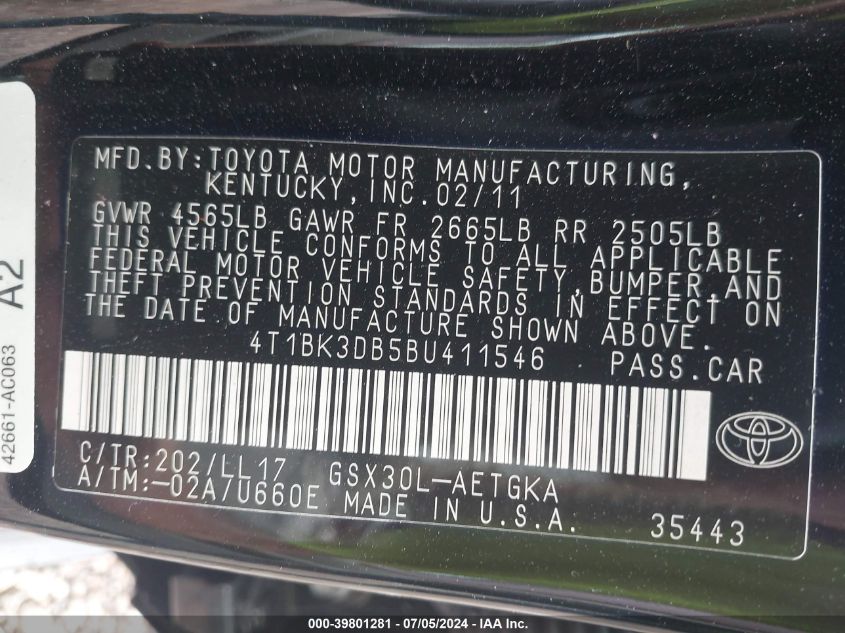 MFD.BY:TOYOTA MOTOR MANUFACTURING,
KENTUCKY,INC.02/11
GVWR 4565LB GAWR FR 2665LB RR 2505LB
THIS VEHICLE CONFORMS TO ALL APPLICABLE
FEDERAL MOTOR VEHICLE SAFETY,BUMPER,AND
THEFT PREVENTION STANDARDS IN EFFECT ON
THE DATE OF MANUFACTURE SHOWN ABOVE.
4T1BK3DB5BU411546 PASS.CAR
C/TR:202/LL17 GSX30L-AETGKA
A/TM:-02A/U660E MADE IN U.S.A. 35443
42661-AC063 A2
000-39801281 / 07/05/2024 - IAA Inc.